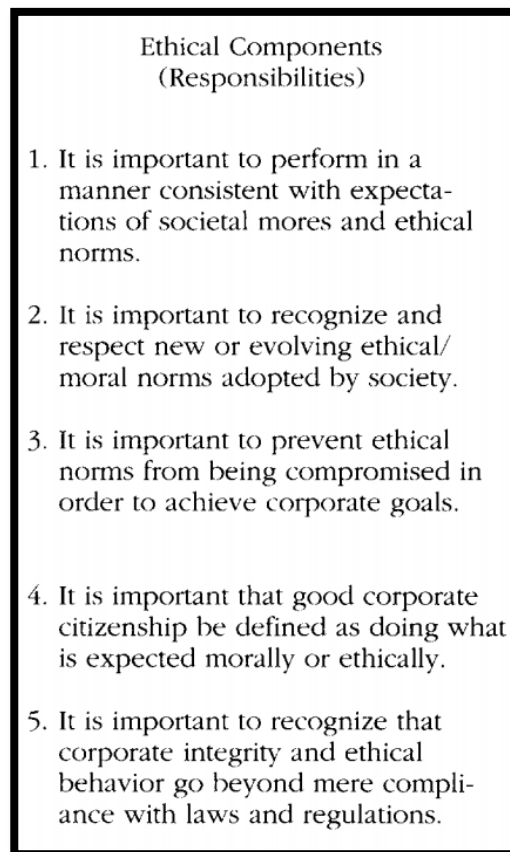 Ethical Components
(Responsibilities)
1. It is important to perform in a
manner consistent with expecta-
tions of societal mores and ethical
norms.
2. It is important to recognize and
respect new or evolving ethical/
moral norms adopted by society.
3. It is important to prevent ethical
norms from being compromised in
order to achieve corporate goals.
4. It is important that good corporate
citizenship be defined as doing what
is expected morally or ethically.
5. It is important to recognize that
corporate integrity and ethical
behavior go beyond mere compli-
ance with laws and regulations.